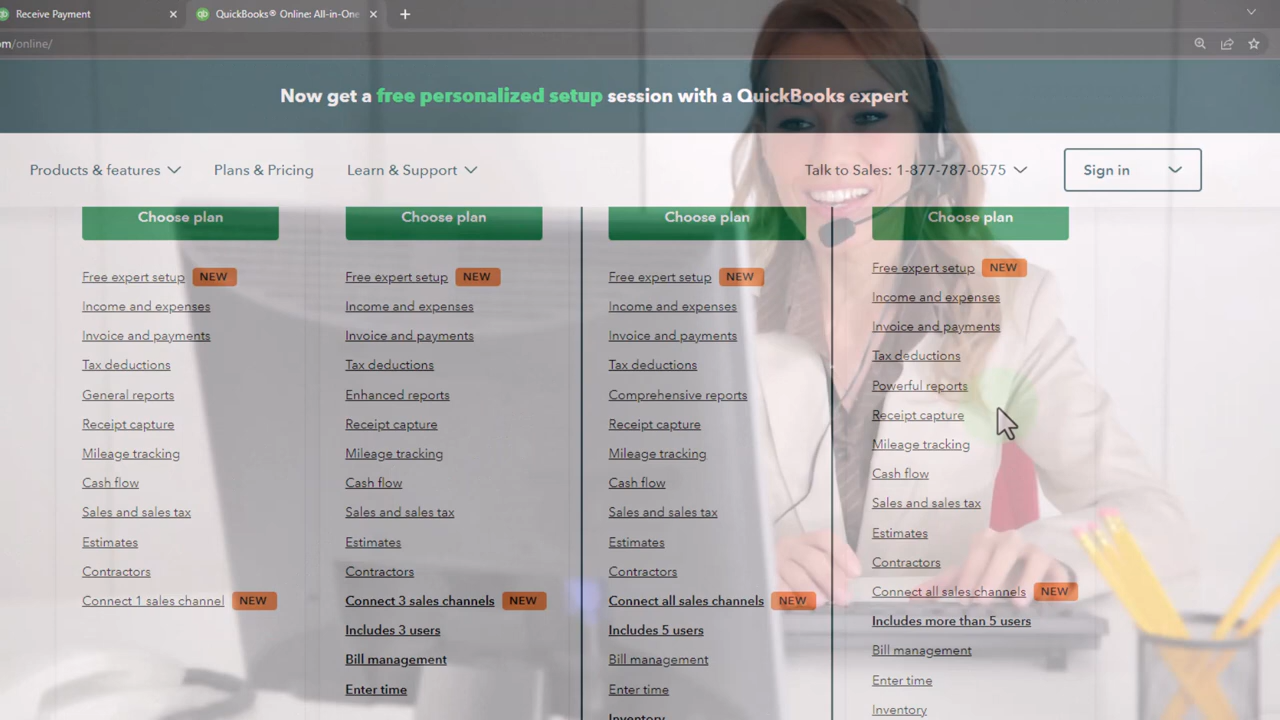 Receive Payment
QuickBooks® Online: All-in-One
om/online/
Now get a free personalized setup session with a QuickBooks expert
Products & features
Plans & Pricing
Learn & Support
Talk to Sales: 1-877-787-0575
Sign in
Choose plan
Free expert setup NEW
Income and expenses
Invoice and payments
Tax deductions
General reports
Receipt capture
Mileage tracking
Cash flow
Sales and sales tax
Estimates
Contractors
Connect 1 sales channel NEW
Choose plan
Free expert setup NEW
Income and expenses
Invoice and payments
Tax deductions
Enhanced reports
Receipt capture
Mileage tracking
Cash flow
Sales and sales tax
Estimates
Contractors
Connect 3 sales channels NEW
Includes 3 users
Bill management
Enter time
Choose plan
Free expert setup NEW
Income and expenses
Invoice and payments
Tax deductions
Comprehensive reports
Receipt capture
Mileage tracking
Cash flow
Sales and sales tax
Estimates
Contractors
Connect all sales channels NEW
Includes 5 users
Bill management
Enter time
Inventory
Choose plan
Free expert setup NEW
Income and expenses
Invoice and payments
Tax deductions
Powerful reports
Receipt capture
Mileage tracking
Cash flow
Sales and sales tax
Estimates
Contractors
Connect all sales channels NEW
Includes more than 5 users
Bill management
Enter time
Inventory